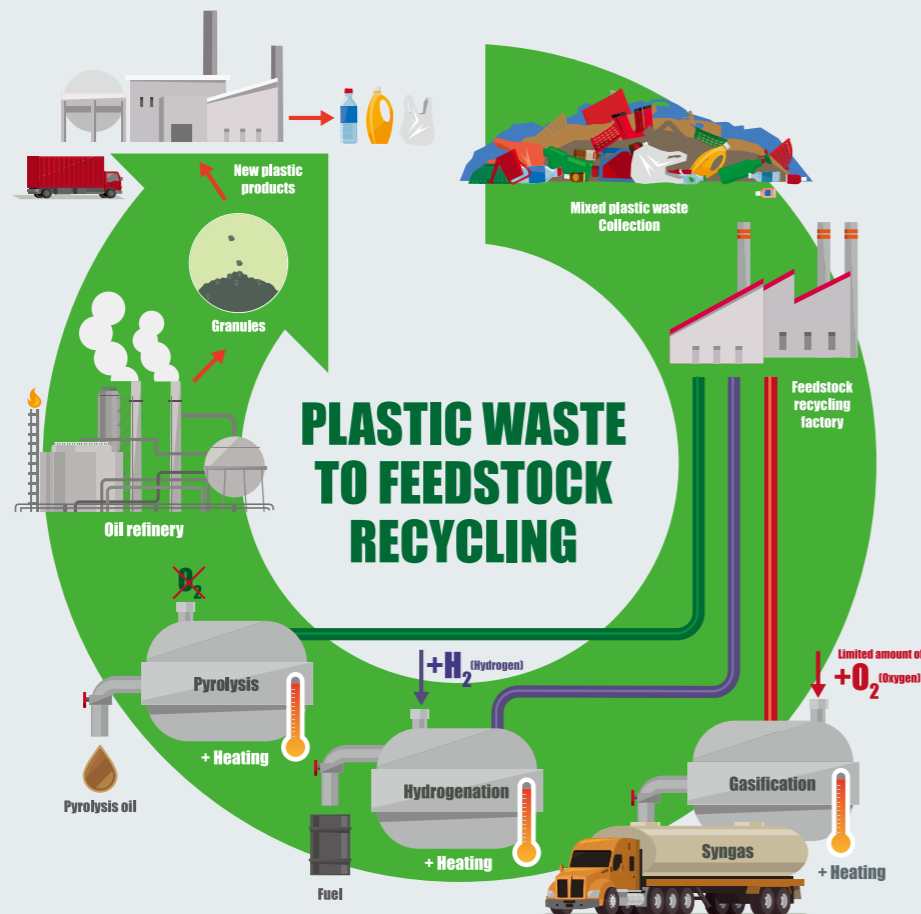 New plastic
products
Mixed plastic waste
Collection
Granules
Feedstock
recycling
factory
PLASTIC WASTE
TO FEEDSTOCK
RECYCLING
Oil refinery
O2
Pyrolysis
+ Heating
Pyrolysis oil
+H2 (Hydrogen)
Hydrogenation
+ Heating
Fuel
Limited amount of
+O2 (Oxygen)
Gasification
Syngas
+ Heating